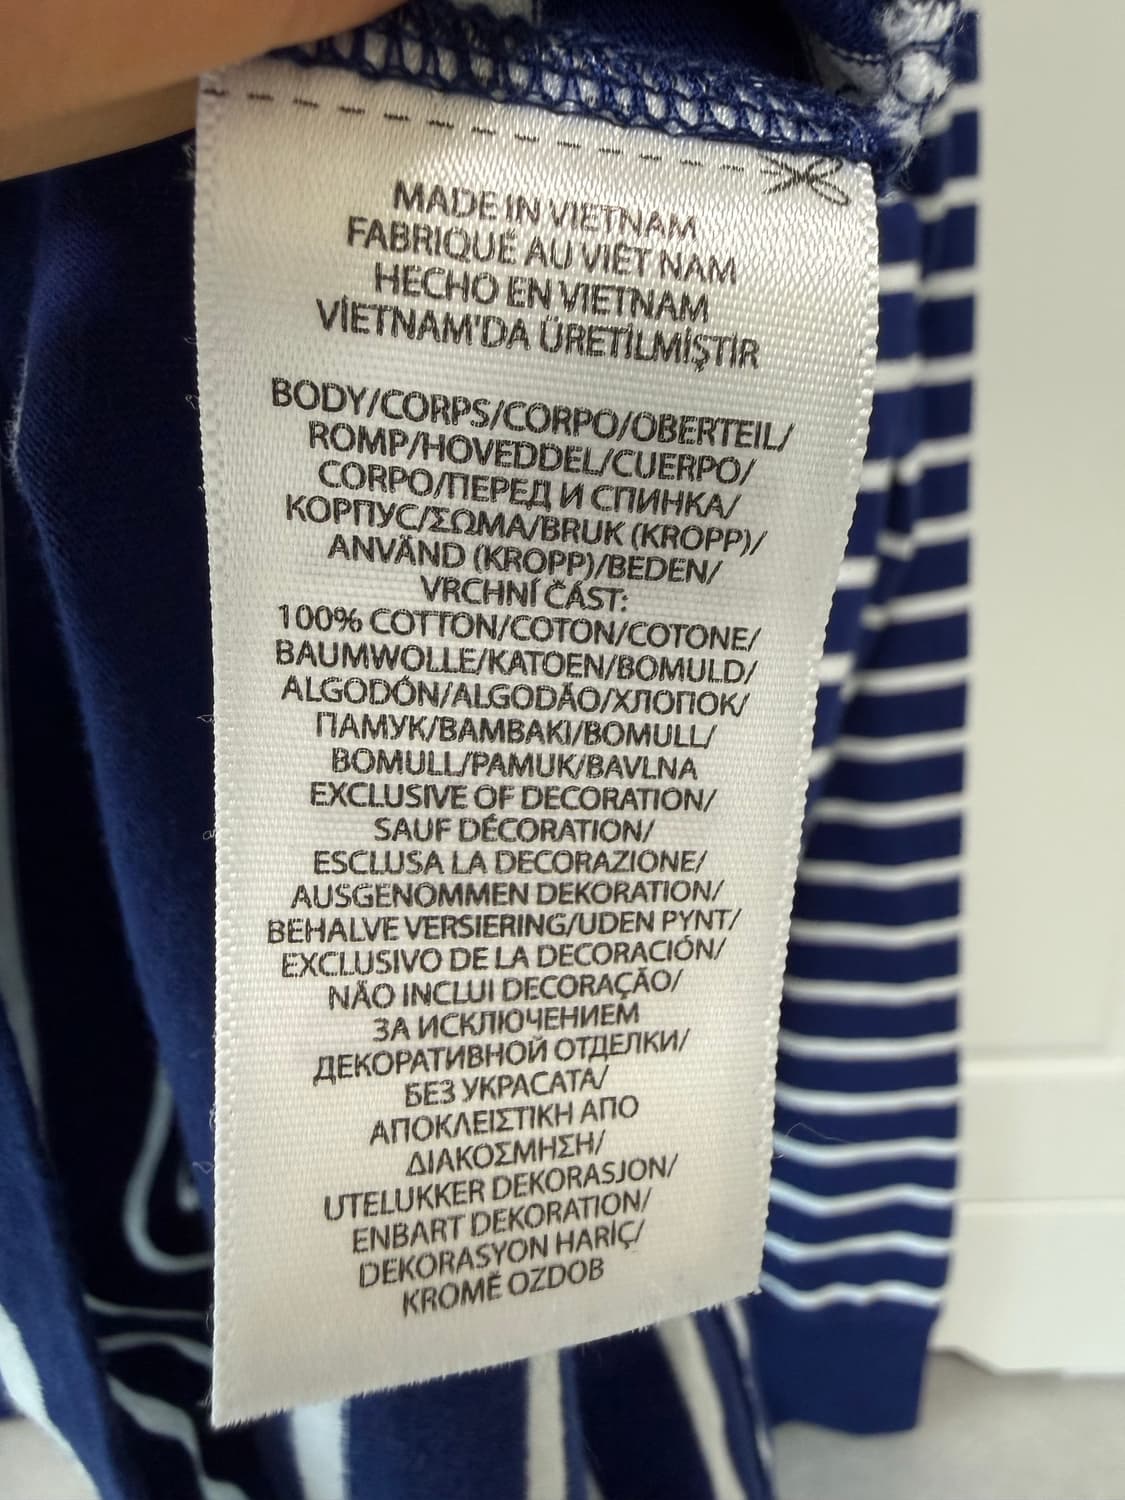 MADE IN VIETNAM
FABRIQUÉ AU VIÊT NAM
HECHO EN VIETNAM
VİETNAM'DA ÜRETİLMİŞTİR
BODY/CORPS/CORPO/OBERTEIL/
ROMP/HOVEDDEL/CUERPO/
CORPO/ПЕРЕД И СПИНКА/
КОРПУС/ΣΩΜΑ/BRUK (KROPP)/
ANVÄND (KROPP)/BEDEN/
VRCHNÍ ČÁST:
100% COTTON/COTON/COTONE/
BAUMWOLLE/KATOEN/BOMULD/
ALGODÓN/ALGODÃO/ХЛОПОК/
ПАМУК/ΒΑΜΒΑΚΙ/BOMULL/
BOMULL/PAMUK/BAVLNA
EXCLUSIVE OF DECORATION/
SAUF DÉCORATION/
ESCLUSA LA DECORAZIONE/
AUSGENOMMEN DEKORATION/
BEHALVE VERSIERING/UDEN PYNT/
EXCLUSIVO DE LA DECORACIÓN/
NÃO INCLUI DECORAÇÃO/
ЗА ИСКЛЮЧЕНИЕМ
ДЕКОРАТИВНОЙ ОТДЕЛКИ/
БЕЗ УКРАСАТА/
ΑΠΟΚΛΕΙΣΤΙΚΗ ΑΠΟ
ΔΙΑΚΟΣΜΗΣΗ/
UTELUKKER DEKORASJON/
ENBART DEKORATION/
DEKORASYON HARİÇ/
KROMĚ OZDOB